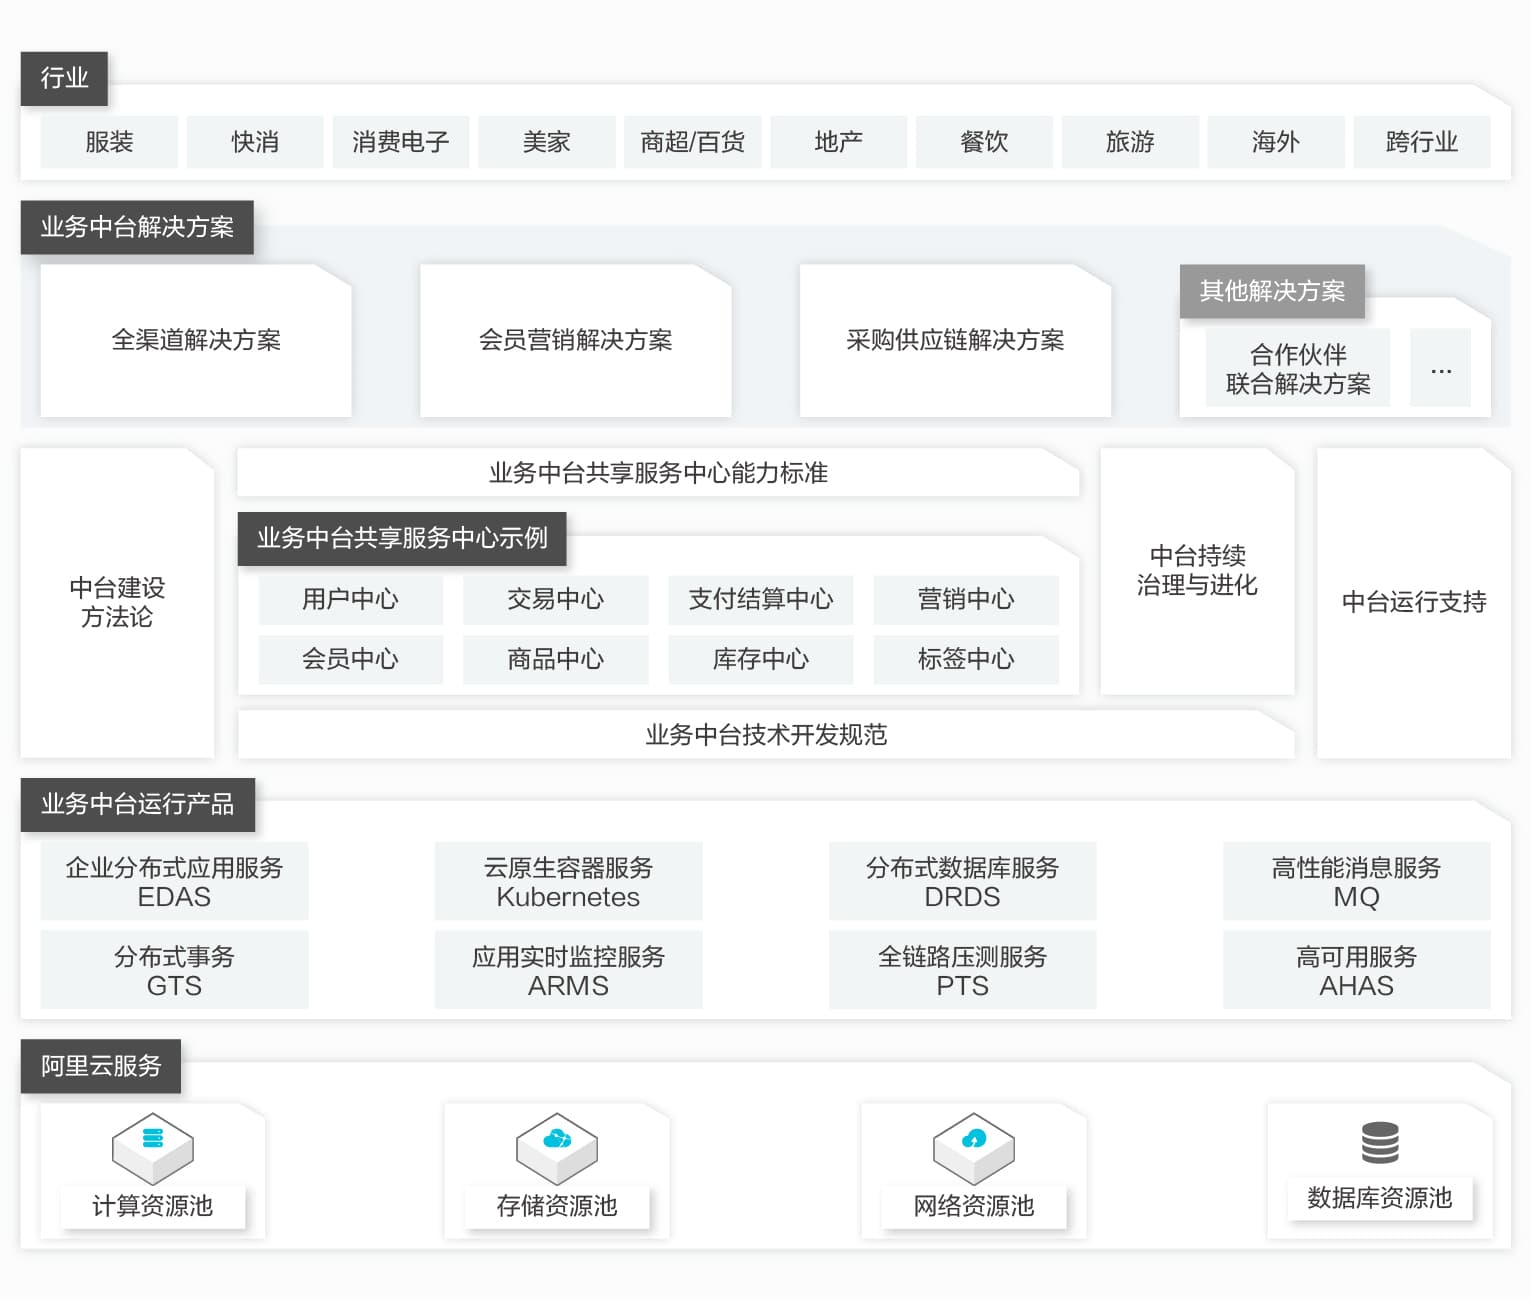 行业
服装
快消
消费电子
美家
商超/百货
地产
餐饮
旅游
海外
跨行业
业务中台解决方案
全渠道解决方案
会员营销解决方案
采购供应链解决方案
其他解决方案
合作伙伴
联合解决方案
...
中台建设
方法论
业务中台共享服务中心能力标准
业务中台共享服务中心示例
用户中心
交易中心
支付结算中心
营销中心
会员中心
商品中心
库存中心
标签中心
中台持续
治理与进化
中台运行支持
业务中台技术开发规范
业务中台运行产品
企业分布式应用服务
EDAS
云原生容器服务
Kubernetes
分布式数据库服务
DRDS
高性能消息服务
MQ
分布式事务
GTS
应用实时监控服务
ARMS
全链路压测服务
PTS
高可用服务
AHAS
阿里云服务
计算资源池
存储资源池
网络资源池
数据库资源池